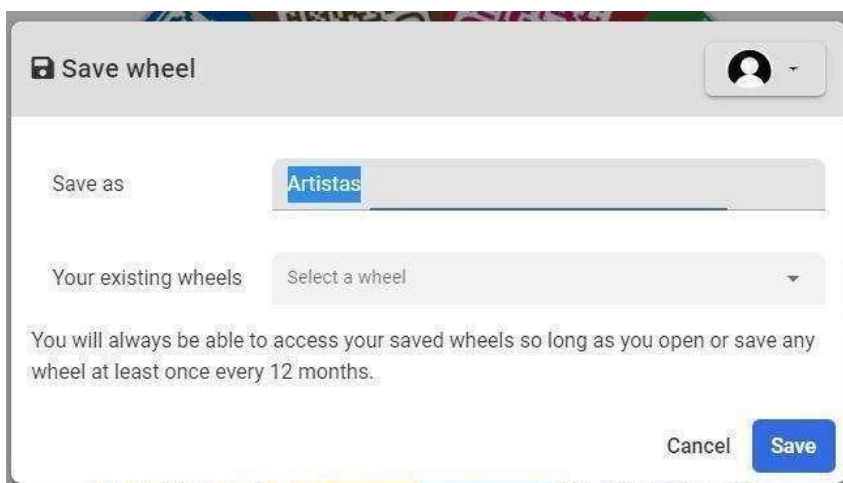 Save wheel
Save as
Artistas
Your existing wheels
Select a wheel
You will always be able to access your saved wheels so long as you open or save any
wheel at least once every 12 months.
Cancel
Save